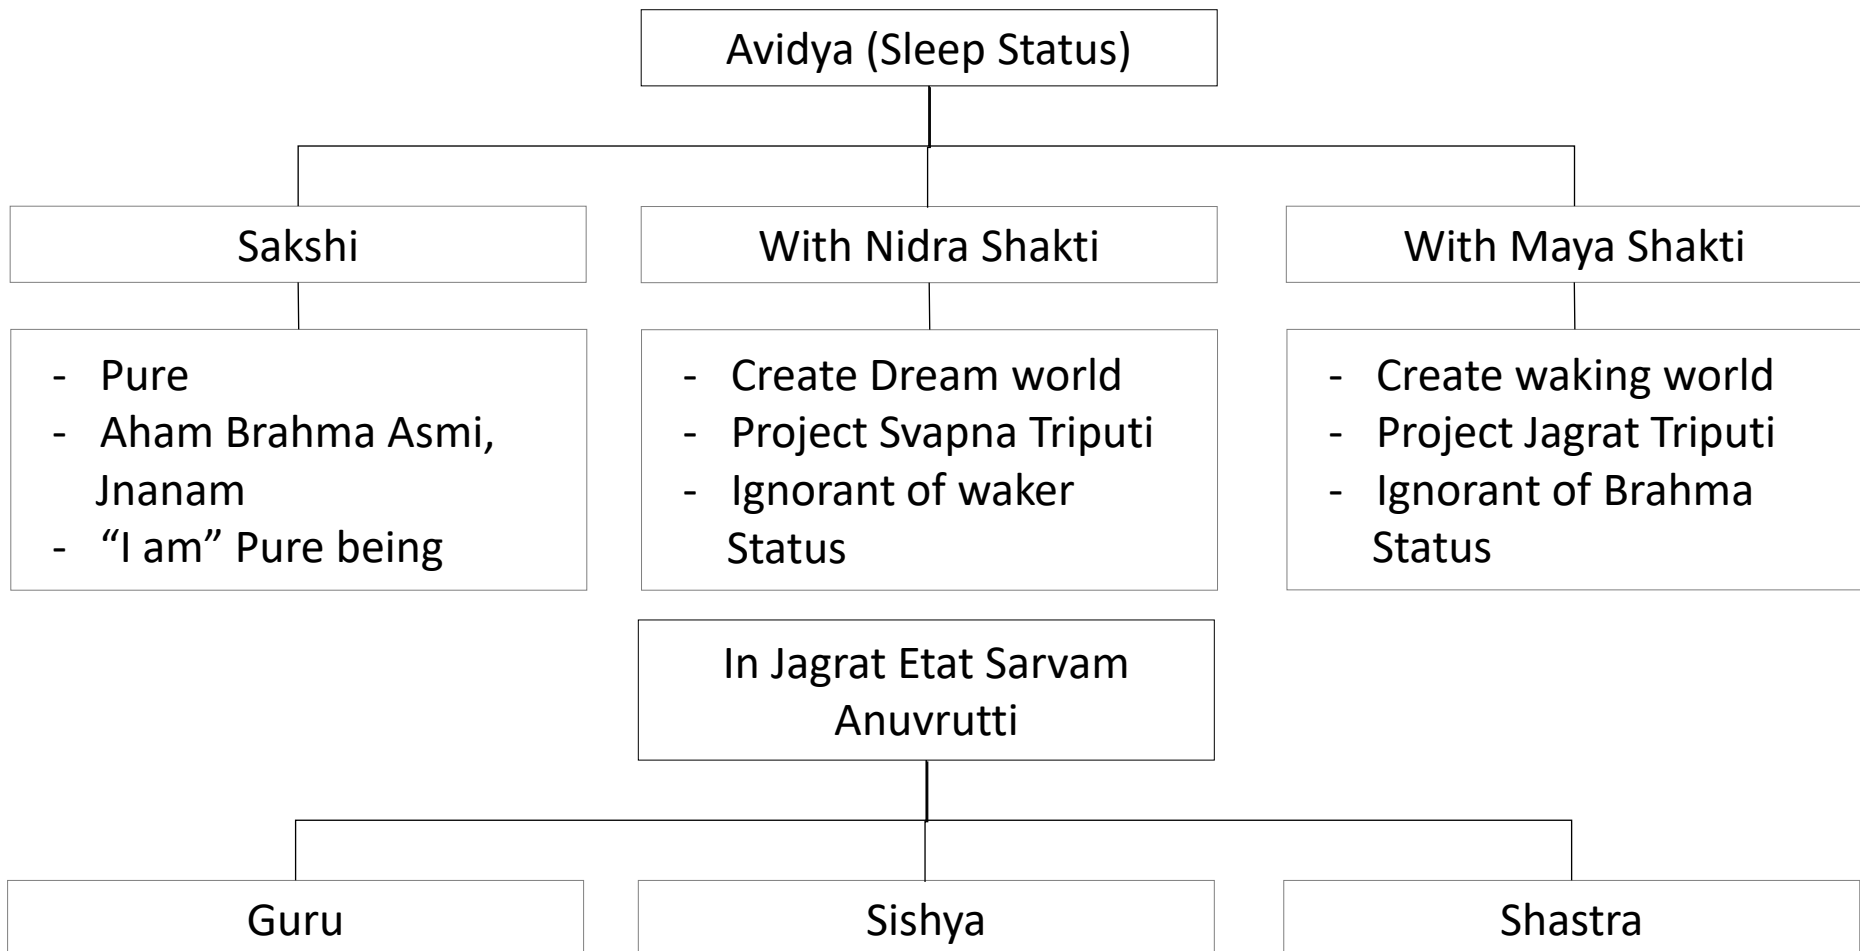 Avidya (Sleep Status)
Sakshi
With Nidra Shakti
With Maya Shakti
- Pure
- Aham Brahma Asmi,
Jnanam
- “I am” Pure being
- Create Dream world
- Project Svapna Triputi
- Ignorant of waker
Status
- Create waking world
- Project Jagrat Triputi
- Ignorant of Brahma
Status
In Jagrat Etat Sarvam
Anuvrutti
Guru
Sishya
Shastra